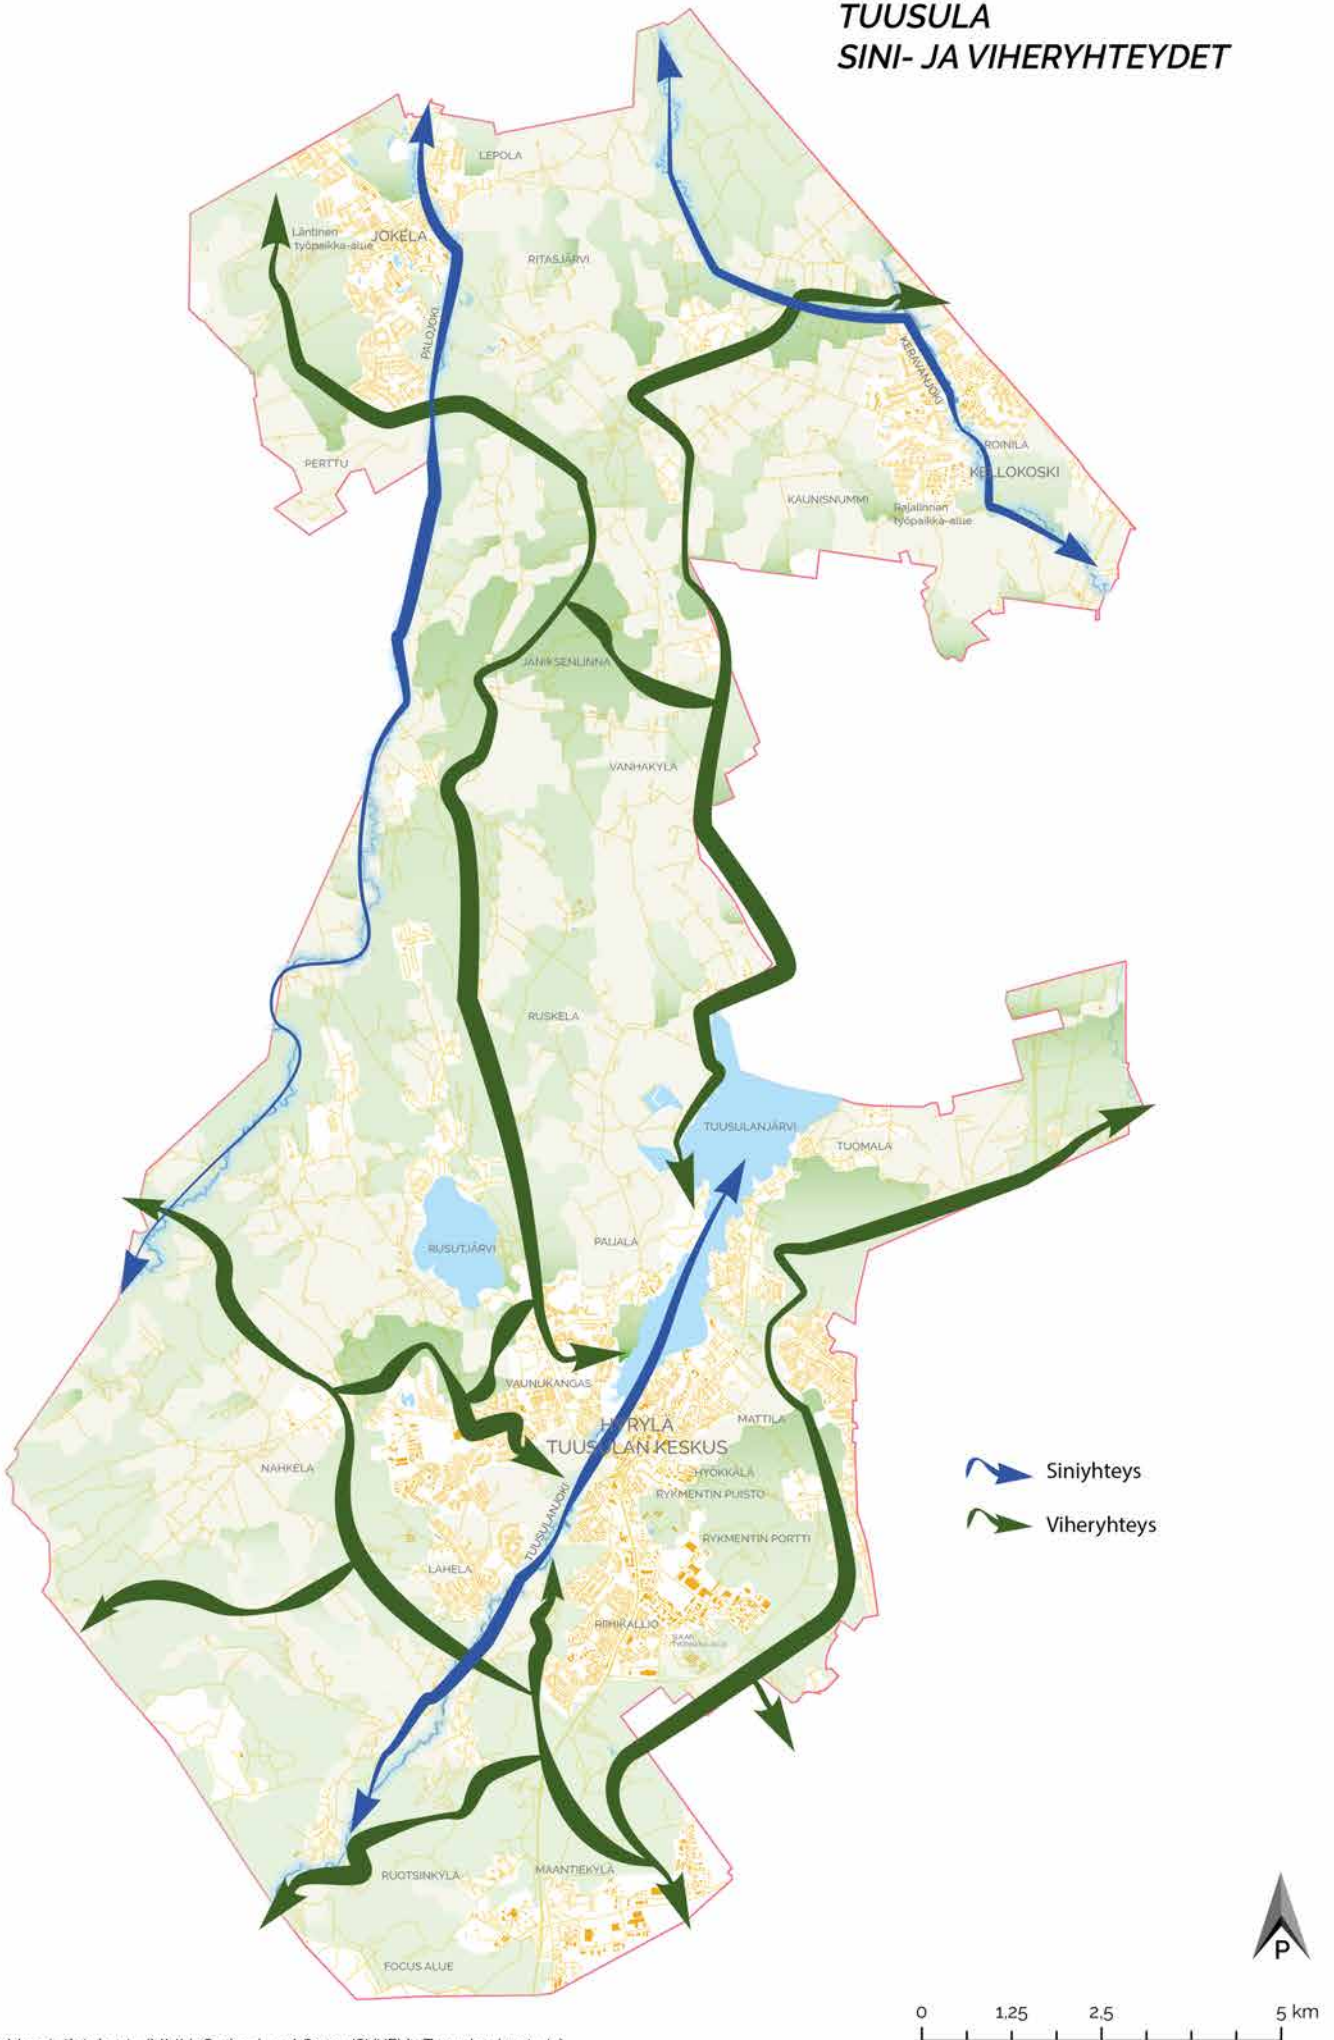 TUUSULA
SINI- JA VIHERYHTEYDET
LEPOLA
Läntinen
työpaikka-alue
JOKELA
RITASJÄRVI
PALOJOKI
KERAVANJOKI
ROINILA
PERTTU
KELLOKOSKI
KAUNISNUMMI
Rajalinnan
työpaikka-alue
JÄNIKSENLINNA
VANHAKYLÄ
RUSKELA
TUUSULANJÄRVI
TUOMALA
RUSUTJÄRVI
PAIJALA
VAUNUKANGAS
HYRYLÄ
TUUSULAN KESKUS
MATTILA
NAHKELA
HYÖKKÄLÄ
RYKMENTIN PUISTO
TUUSULANJOKI
RYKMENTIN PORTTI
LAHELA
RIIHIKALLIO
Siniyhteys
Viheryhteys
RUOTSINKYLÄ
MAANTIEKYLÄ
FOCUS ALUE
P
0 1,25 2,5 5 km